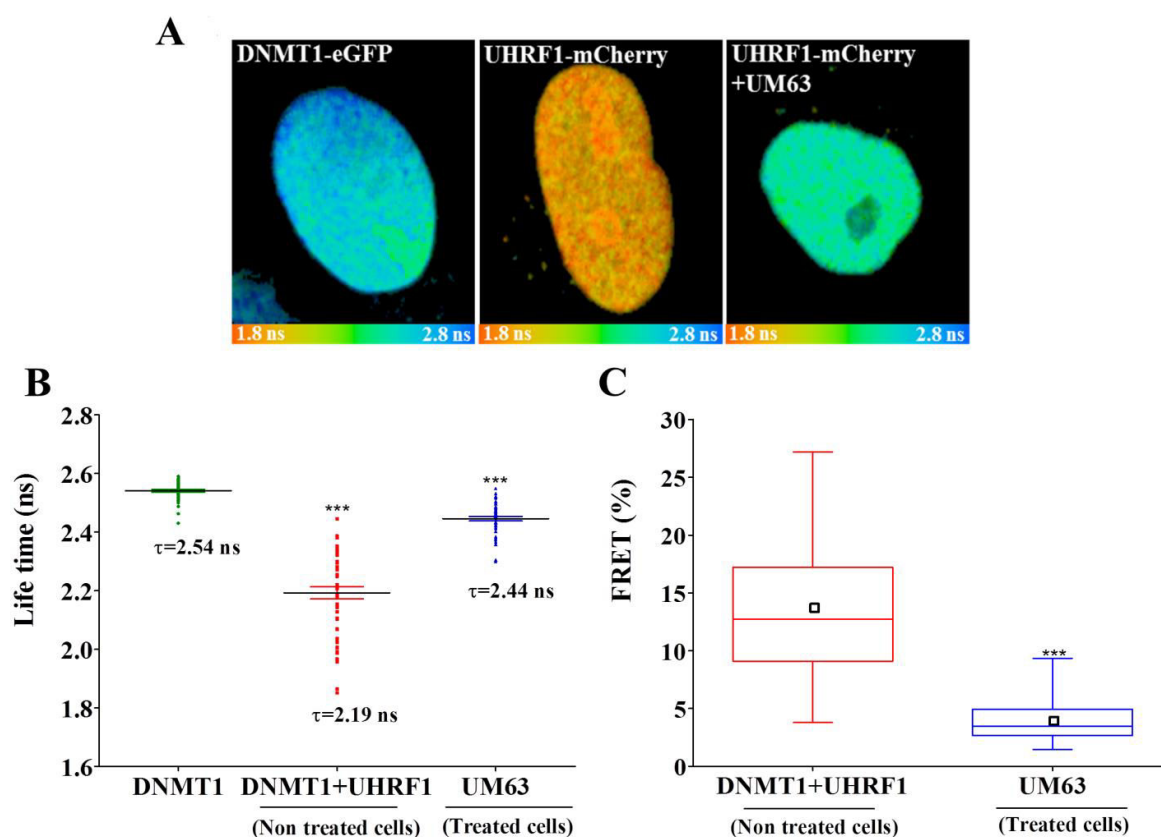 A
DNMT1-eGFP
UHRF1-mCherry
UHRF1-mCherry
+UM63
1.8 ns
2.8 ns
1.8 ns
2.8 ns
1.8 ns
2.8 ns
B
Life time (ns)
2.8
2.6
2.4
2.2
2.0
1.8
1.6
***
***
τ=2.54 ns
τ=2.19 ns
τ=2.44 ns
DNMT1
DNMT1+UHRF1
UM63
(Non treated cells)
(Treated cells)
C
FRET (%)
30
25
20
15
10
5
0
***
DNMT1+UHRF1
UM63
(Non treated cells)
(Treated cells)